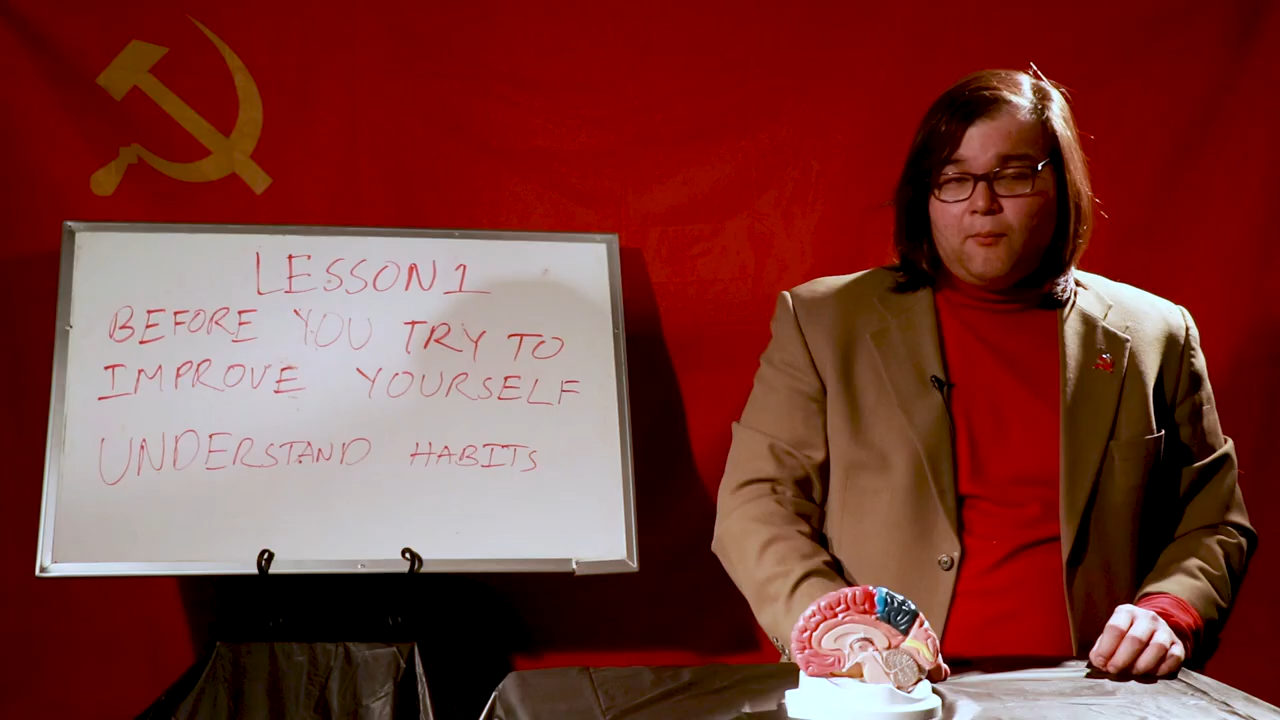 LESSON 1
BEFORE YOU TRY TO
IMPROVE YOURSELF
UNDERSTAND HABITS